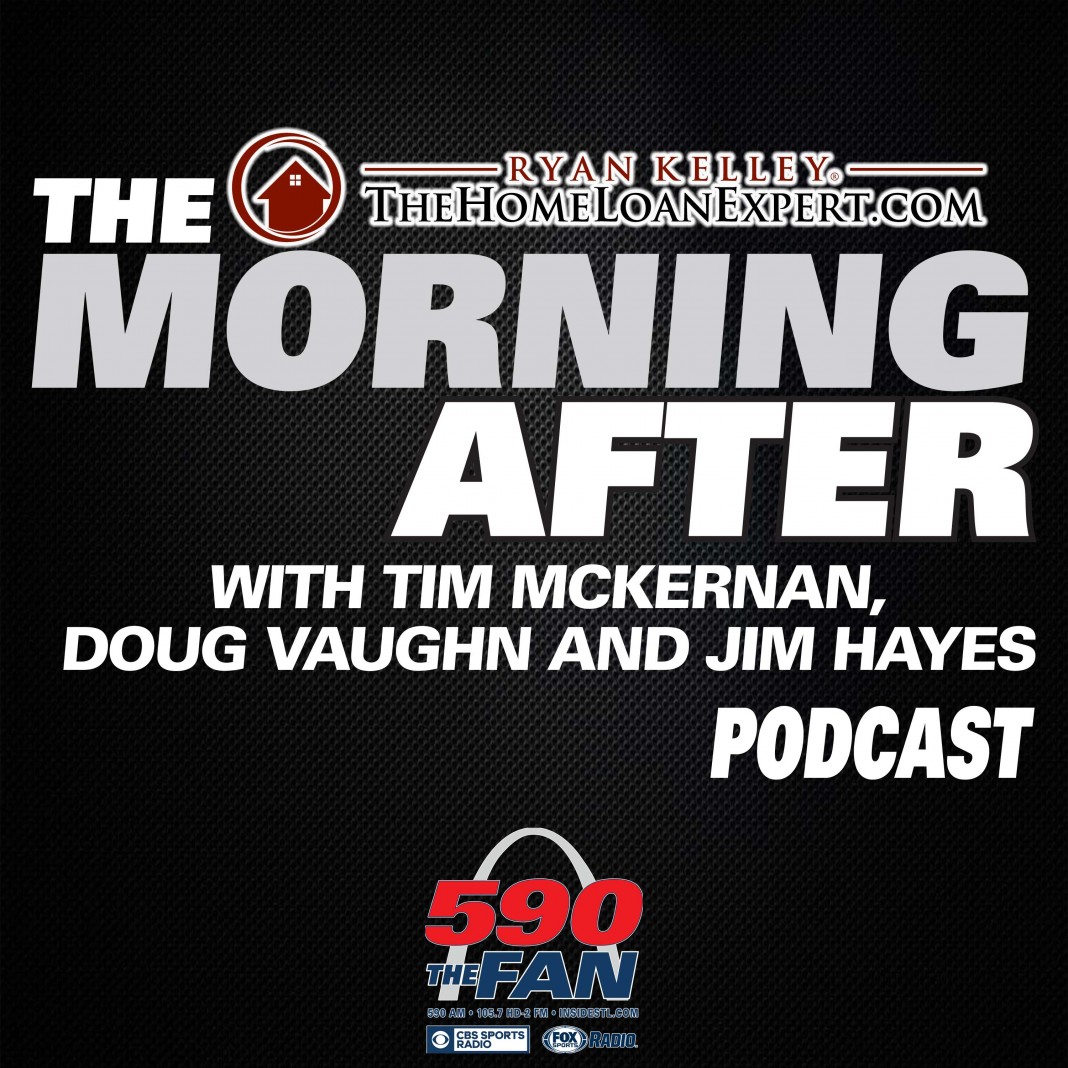 RYAN KELLEY®
THEHOMELOANEXPERT.COM
THE
MORNING
AFTER
WITH TIM MCKERNAN,
DOUG VAUGHN AND JIM HAYES
PODCAST
590
THE FAN
590 AM • 105.7 HD-2 FM • INSIDESTL.COM
CBS SPORTS
RADIO
FOX
SPORTS
RADIO